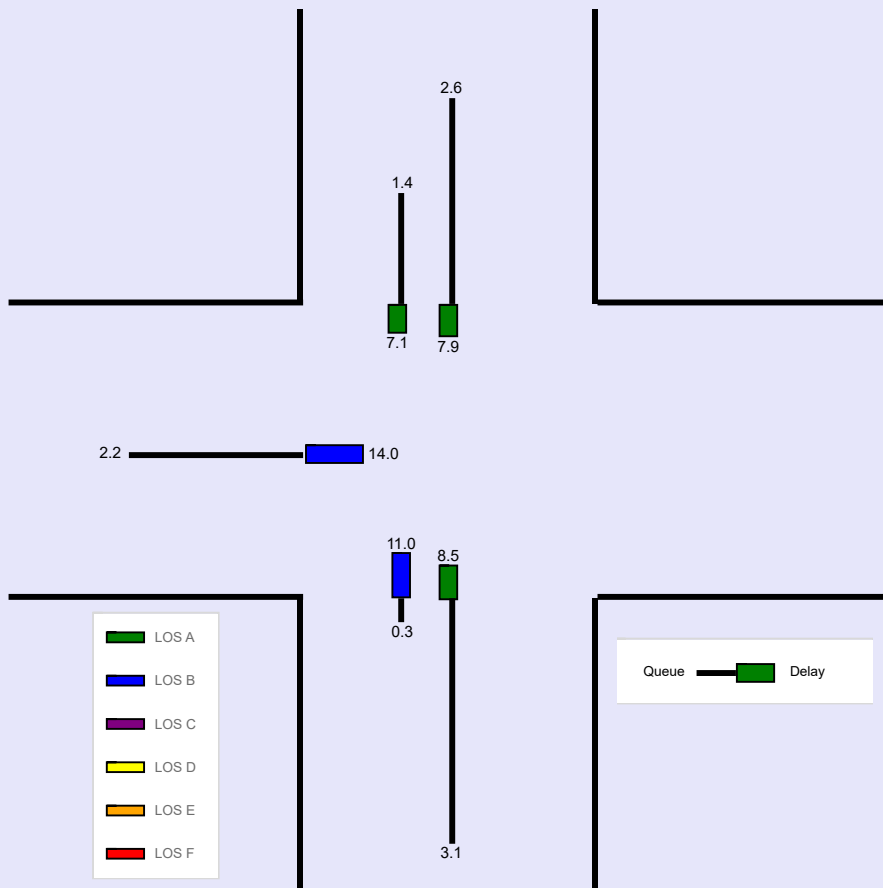 2.6
1.4
7.1
7.9
2.2
14.0
11.0
8.5
0.3
3.1
LOS A
LOS B
LOS C
LOS D
LOS E
LOS F
Queue
Delay